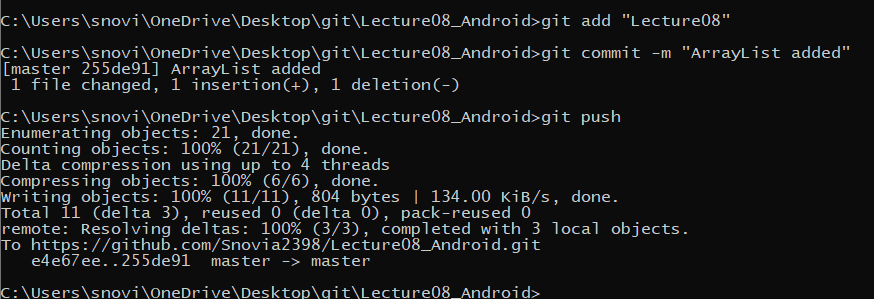 C:\Users\snovi\OneDrive\Desktop\git\Lecture08_Android>git add "Lecture08"
C:\Users\snovi\OneDrive\Desktop\git\Lecture08_Android>git commit -m "ArrayList added"
[master 255de91] ArrayList added
 1 file changed, 1 insertion(+), 1 deletion(-)
C:\Users\snovi\OneDrive\Desktop\git\Lecture08_Android>git push
Enumerating objects: 21, done.
Counting objects: 100% (21/21), done.
Delta compression using up to 4 threads
Compressing objects: 100% (6/6), done.
Writing objects: 100% (11/11), 804 bytes | 134.00 KiB/s, done.
Total 11 (delta 3), reused 0 (delta 0), pack-reused 0
remote: Resolving deltas: 100% (3/3), completed with 3 local objects.
To https://github.com/Snovia2398/Lecture08_Android.git
   e4e67ee..255de91  master -> master
C:\Users\snovi\OneDrive\Desktop\git\Lecture08_Android>